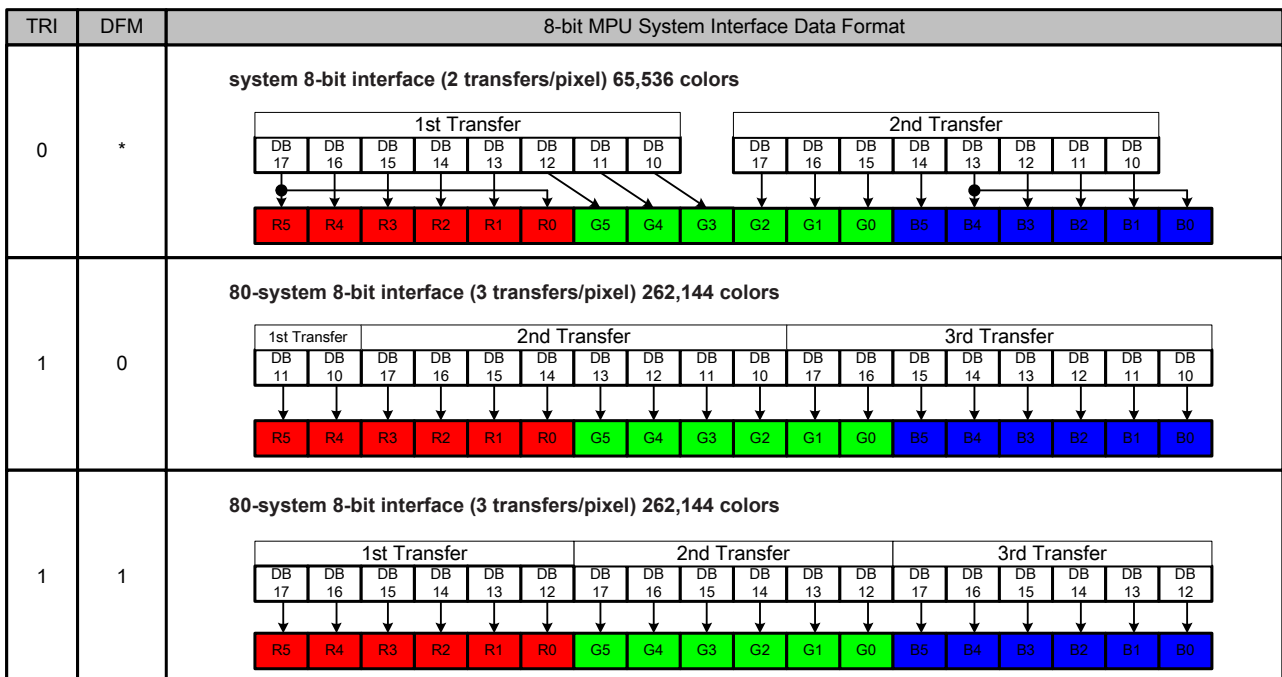 TRI DFM 8-bit MPU System Interface Data Format
system 8-bit interface (2 transfers/pixel) 65,536 colors
1st Transfer 2nd Transfer
DB DB DB DB DB DB DB DB DB DB DB DB DB DB DB DB
17 16 15 14 13 12 11 10 17 16 15 14 13 12 11 10
0 *
R5 R4 R3 R2 R1 R0 G5 G4 G3 G2 G1 G0 B5 B4 B3 B2 B1 B0
80-system 8-bit interface (3 transfers/pixel) 262,144 colors
1st Transfer 2nd Transfer 3rd Transfer
DB DB DB DB DB DB DB DB DB DB DB DB DB DB DB DB DB DB
11 10 17 16 15 14 13 12 11 10 17 16 15 14 13 12 11 10
1 0
R5 R4 R3 R2 R1 R0 G5 G4 G3 G2 G1 G0 B5 B4 B3 B2 B1 B0
80-system 8-bit interface (3 transfers/pixel) 262,144 colors
1st Transfer 2nd Transfer 3rd Transfer
DB DB DB DB DB DB DB DB DB DB DB DB DB DB DB DB DB DB
17 16 15 14 13 12 17 16 15 14 13 12 17 16 15 14 13 12
1 1
R5 R4 R3 R2 R1 R0 G5 G4 G3 G2 G1 G0 B5 B4 B3 B2 B1 B0